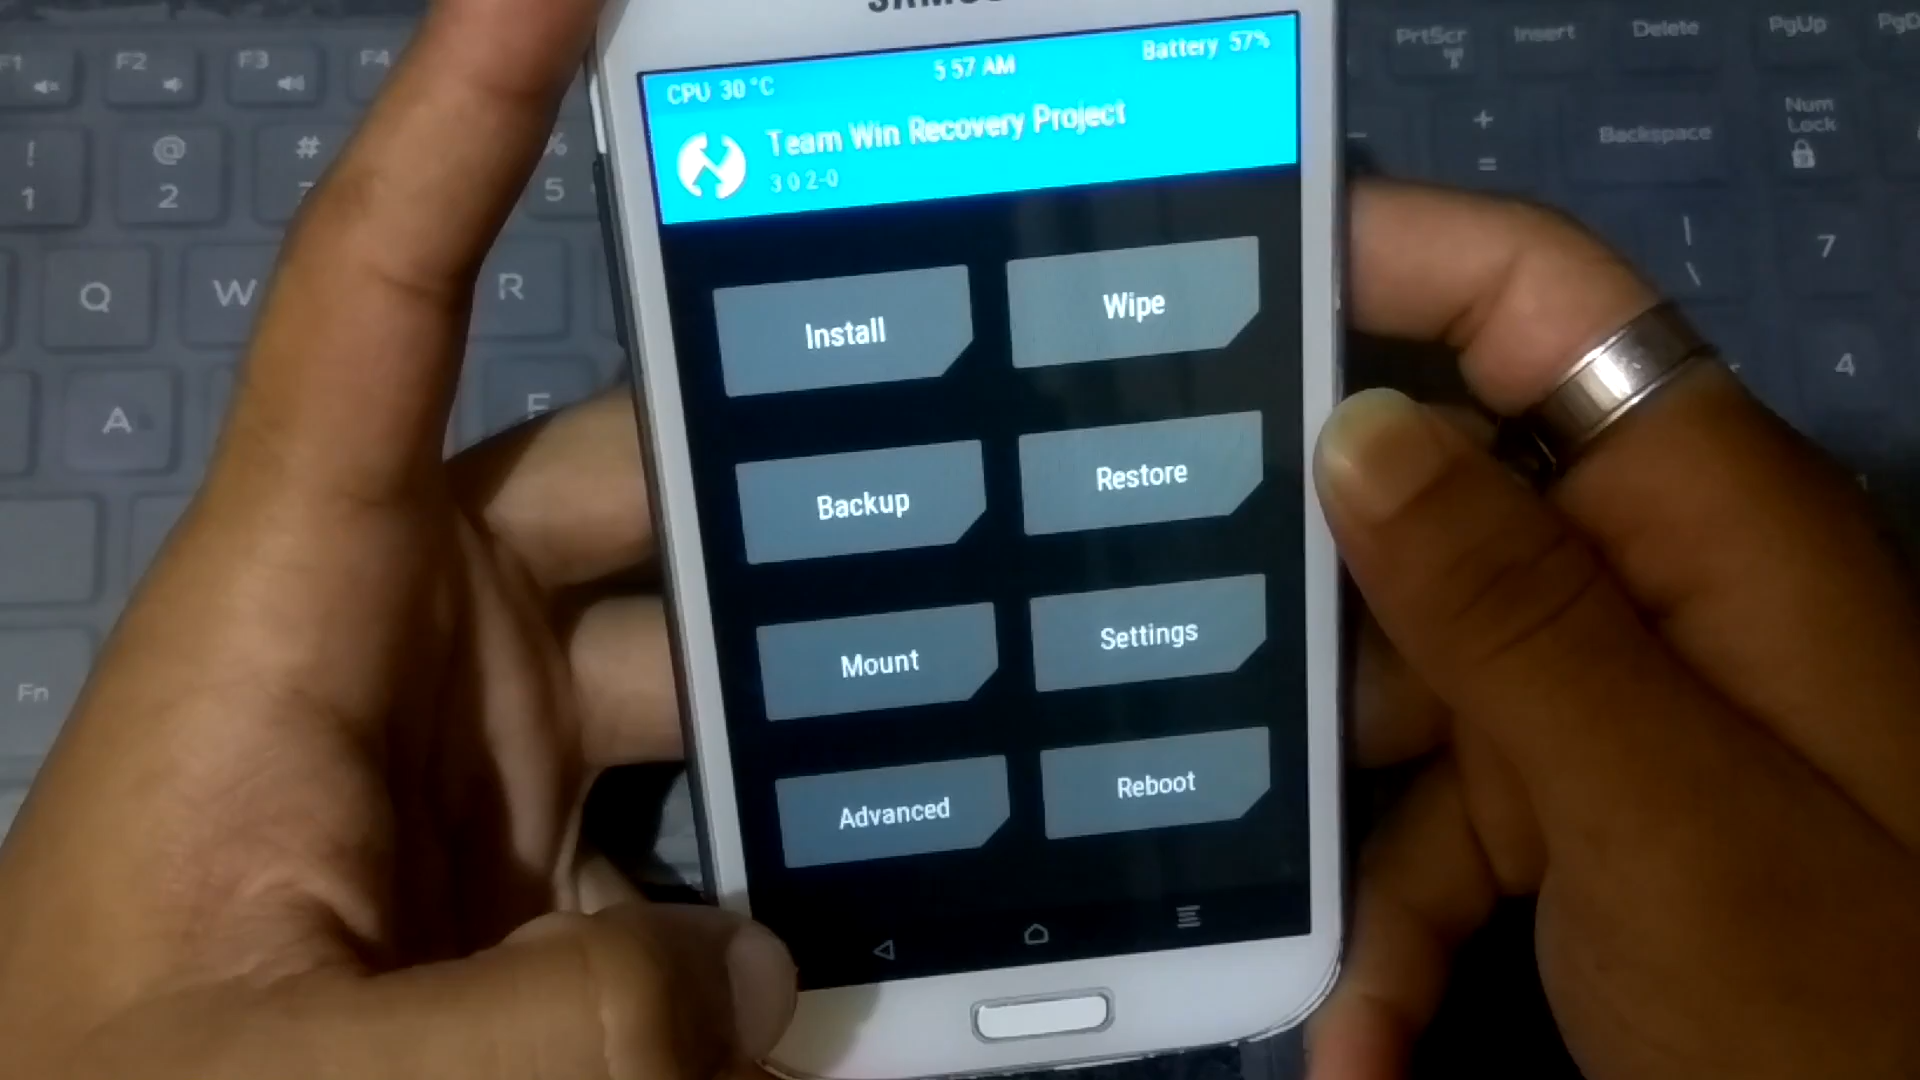 CPU 30 °C
5 57 AM
Battery 57%
Team Win Recovery Project
3 0 2-0
Install
Wipe
Backup
Restore
Mount
Settings
Advanced
Reboot
F1
F2
F3
F4
PrtScr
Insert
Delete
PgUp
!
1
@
2
#
%
5
+
=
Backspace
Num
Lock
Q
W
R
|
\
7
A
4
Fn